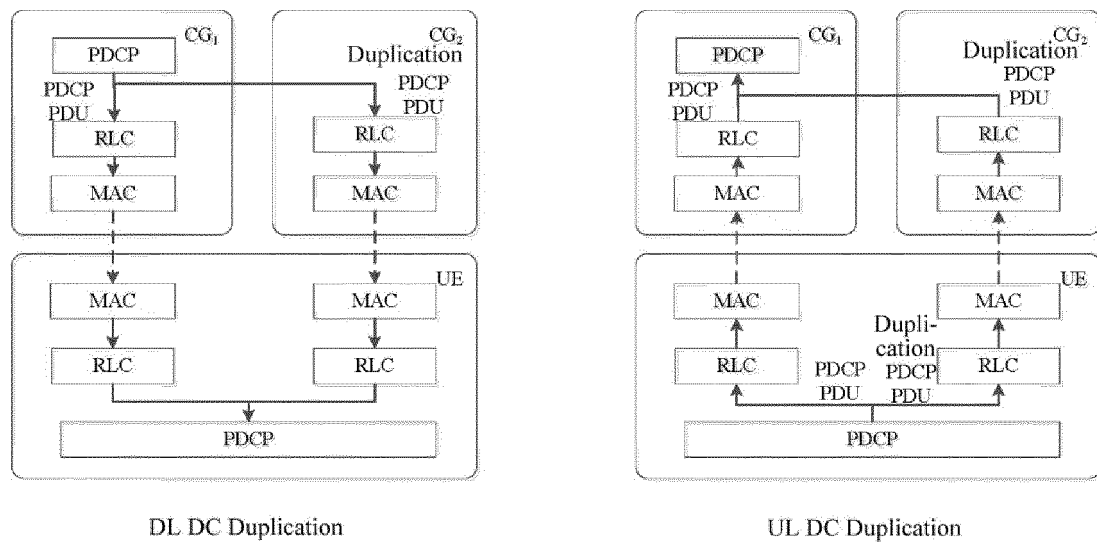 CG₁
PDCP
PDCP
PDU
RLC
MAC
CG₂
Duplication
PDCP
PDU
RLC
MAC
UE
MAC
MAC
RLC
RLC
PDCP
DL DC Duplication
CG₁
PDCP
PDCP
PDU
RLC
MAC
CG₂
Duplication
PDCP
PDU
RLC
MAC
UE
MAC
MAC
Dupli-
cation
RLC
PDCP
PDU
PDCP
PDU
RLC
PDCP
UL DC Duplication